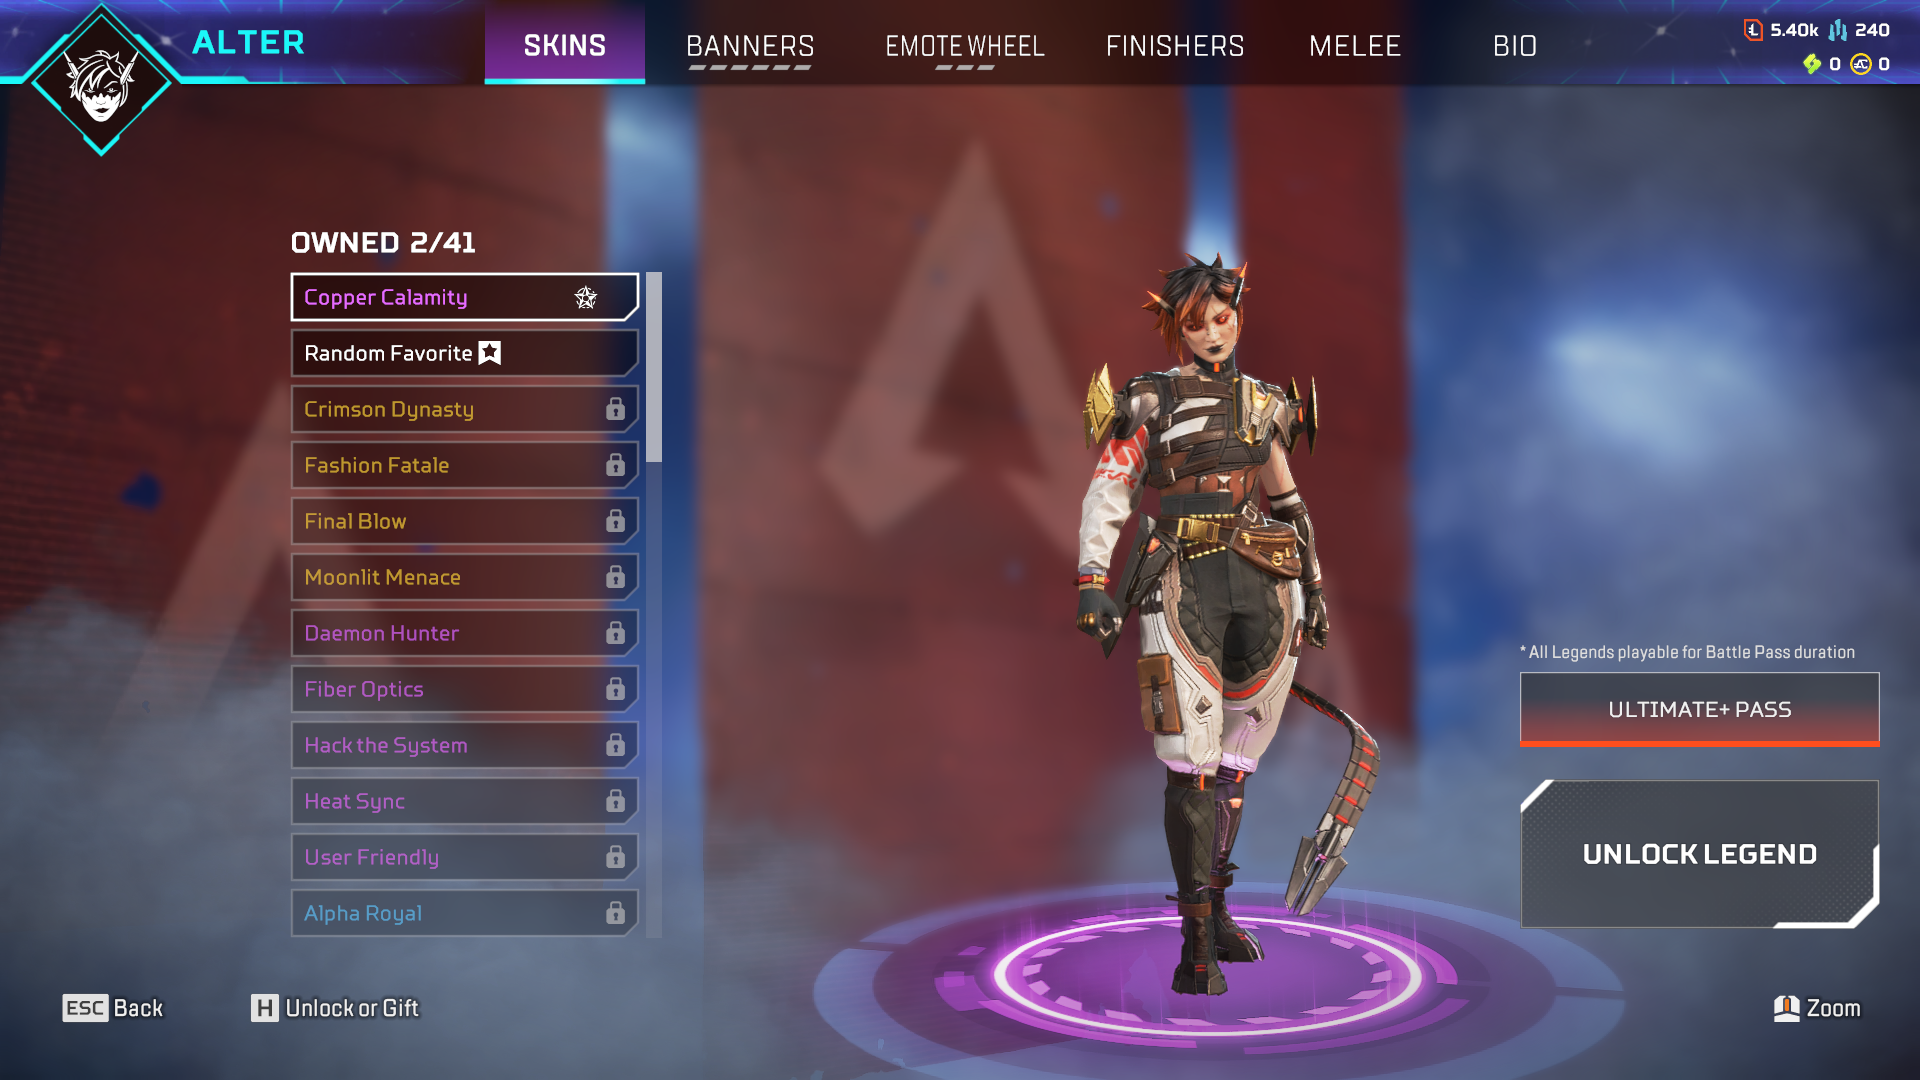 ALTER
SKINS
BANNERS
EMOTE WHEEL
FINISHERS
MELEE
BIO
5.40k
240
0
0
OWNED 2/41
Copper Calamity
Random Favorite
Crimson Dynasty
Fashion Fatale
Final Blow
Moonlit Menace
Daemon Hunter
Fiber Optics
Hack the System
Heat Sync
User Friendly
Alpha Royal
* All Legends playable for Battle Pass duration
ULTIMATE+ PASS
UNLOCK LEGEND
ESC Back
H Unlock or Gift
Zoom